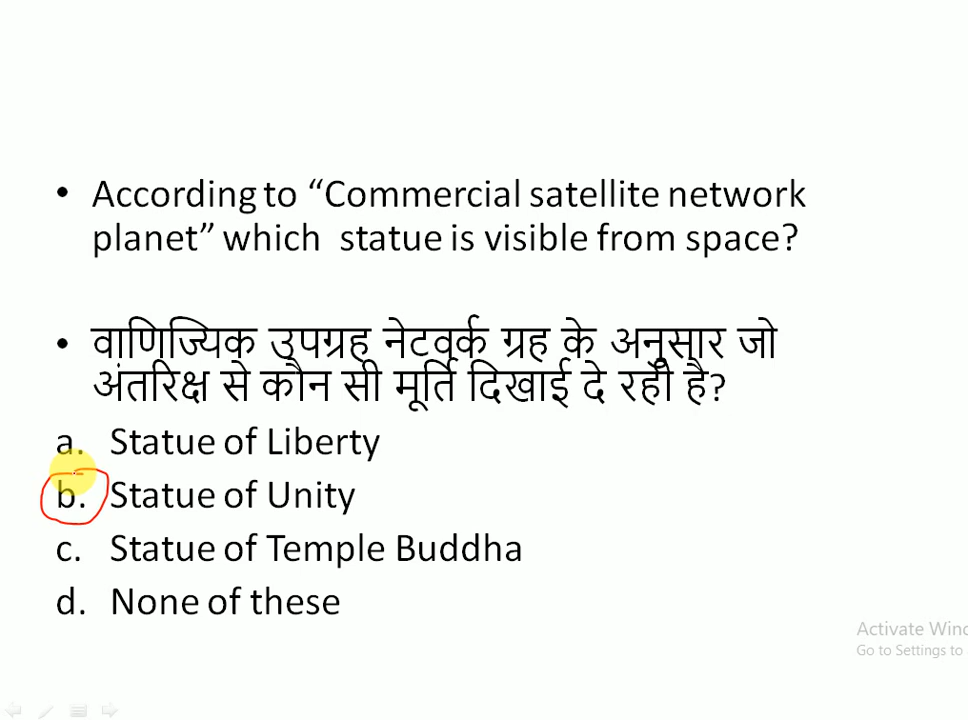 • According to “Commercial satellite network
planet” which statue is visible from space?
• वाणिज्यिक उपग्रह नेटवर्क ग्रह के अनुसार जो
अंतरिक्ष से कौन सी मूर्ति दिखाई दे रही है?
a. Statue of Liberty
b. Statue of Unity
c. Statue of Temple Buddha
d. None of these
Activate Wind
Go to Settings to